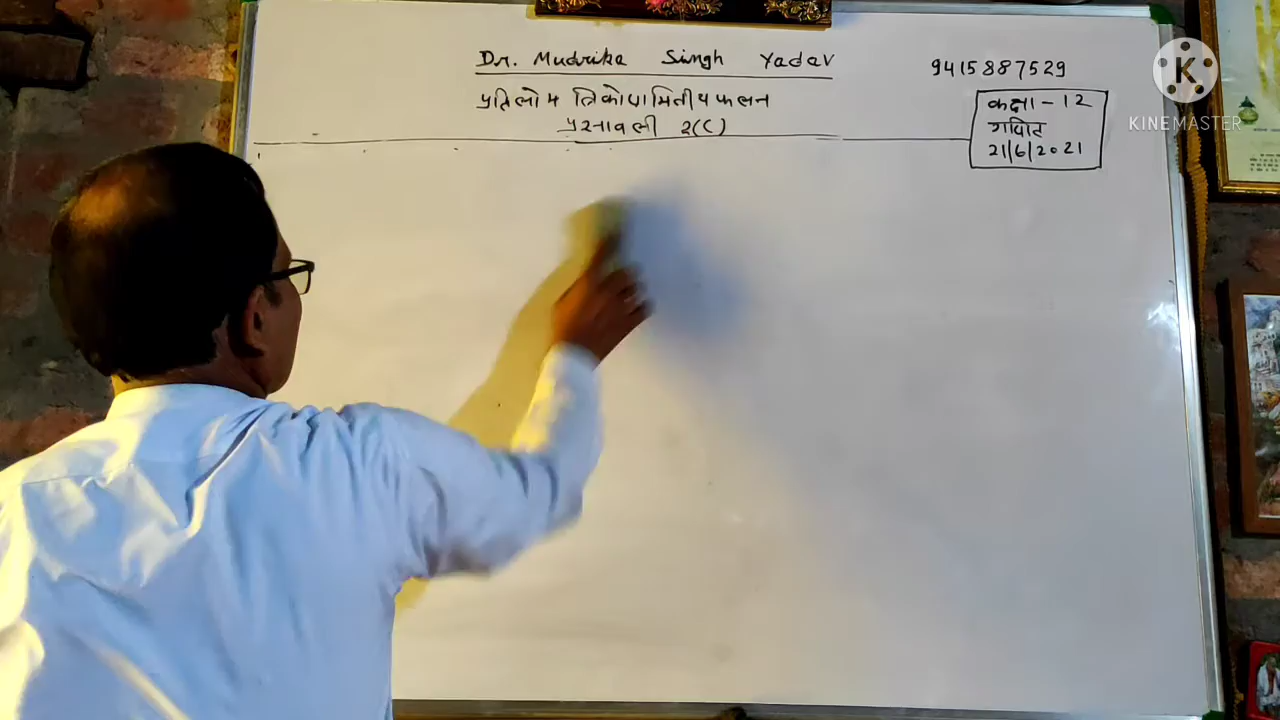 Dr. Mudrika Singh Yadav
9415887529
प्रतिलोम त्रिकोणमितीय फलन
प्रश्नावली 2(C)
कक्षा - 12
गणित
21/6/2021
K
KINEMASTER